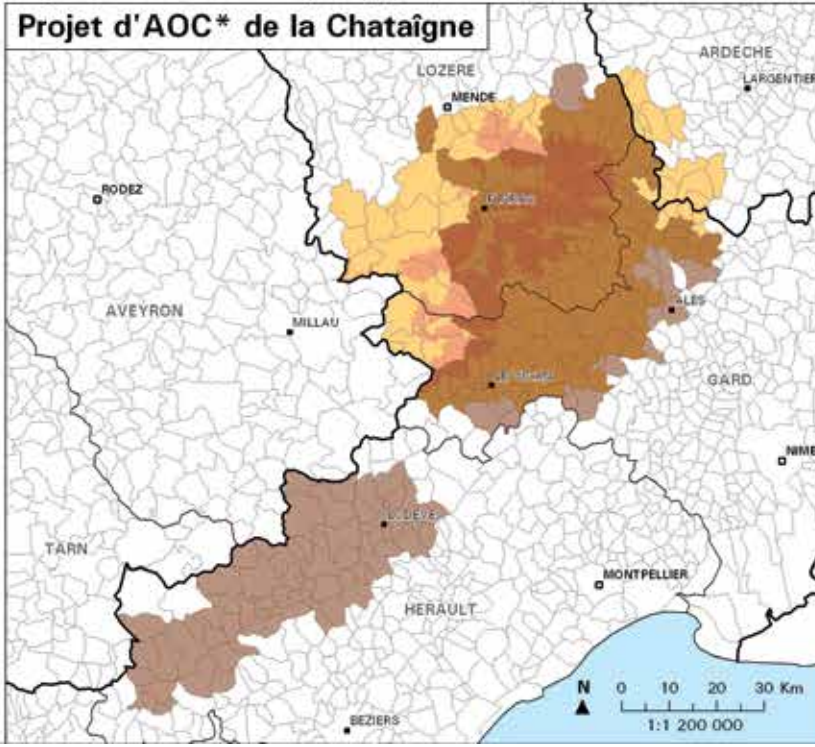 Projet d'AOC* de la Chataîgne
ARDECHE
LOZERE
LARGENTIER
MENDE
RODEZ
AVEYRON
MILLAU
ALES
GARD
NIME
LODEVE
TARN
MONTPELLIER
HERAULT
BEZIERS
N 0 10 20 30 Km
1:1 200 000